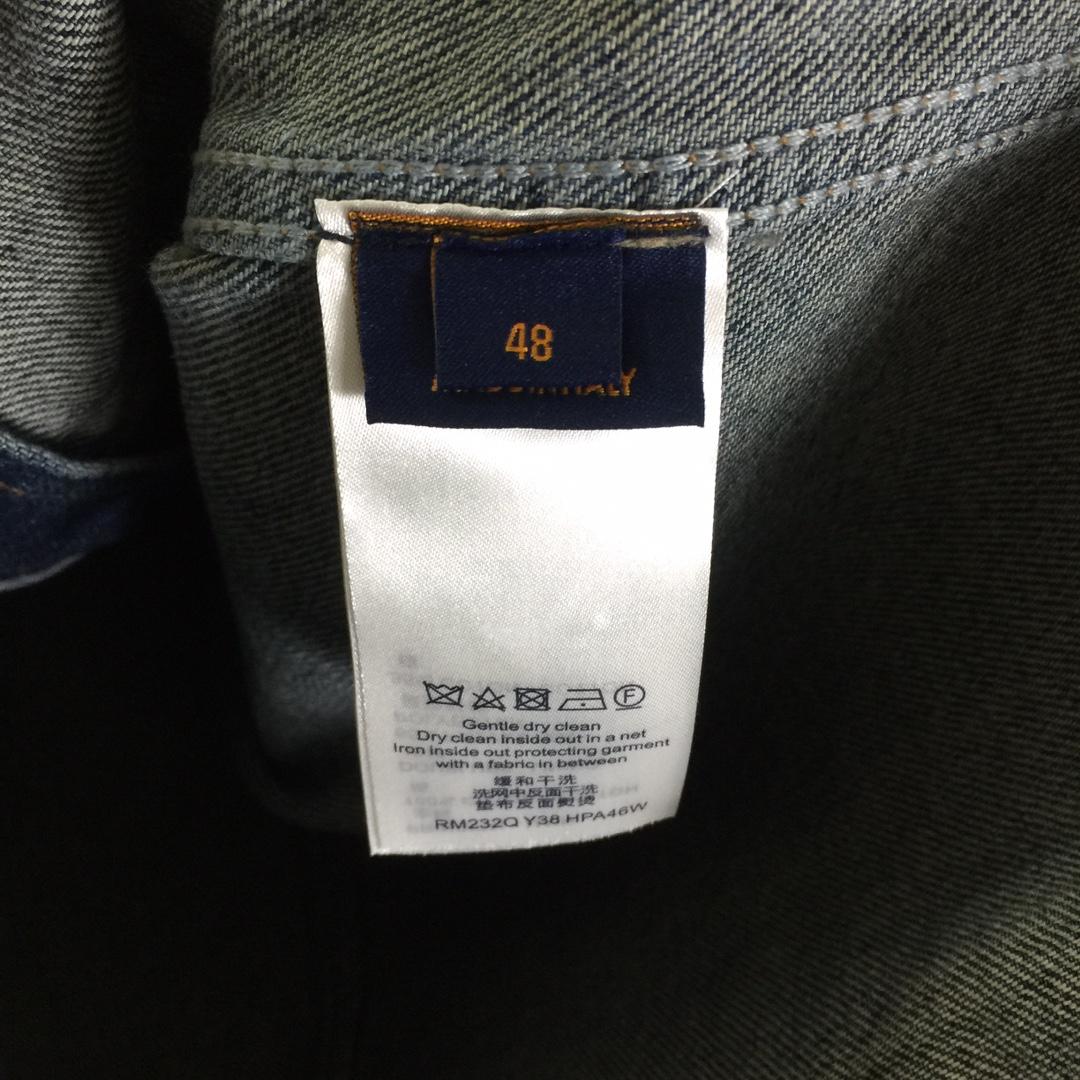 48
Gentle dry clean
Dry clean inside out in a net
Iron inside out protecting garment
with a fabric in between
缓和干洗
洗网中反面干洗
垫布反面熨烫
RM232Q Y38 HPA46W